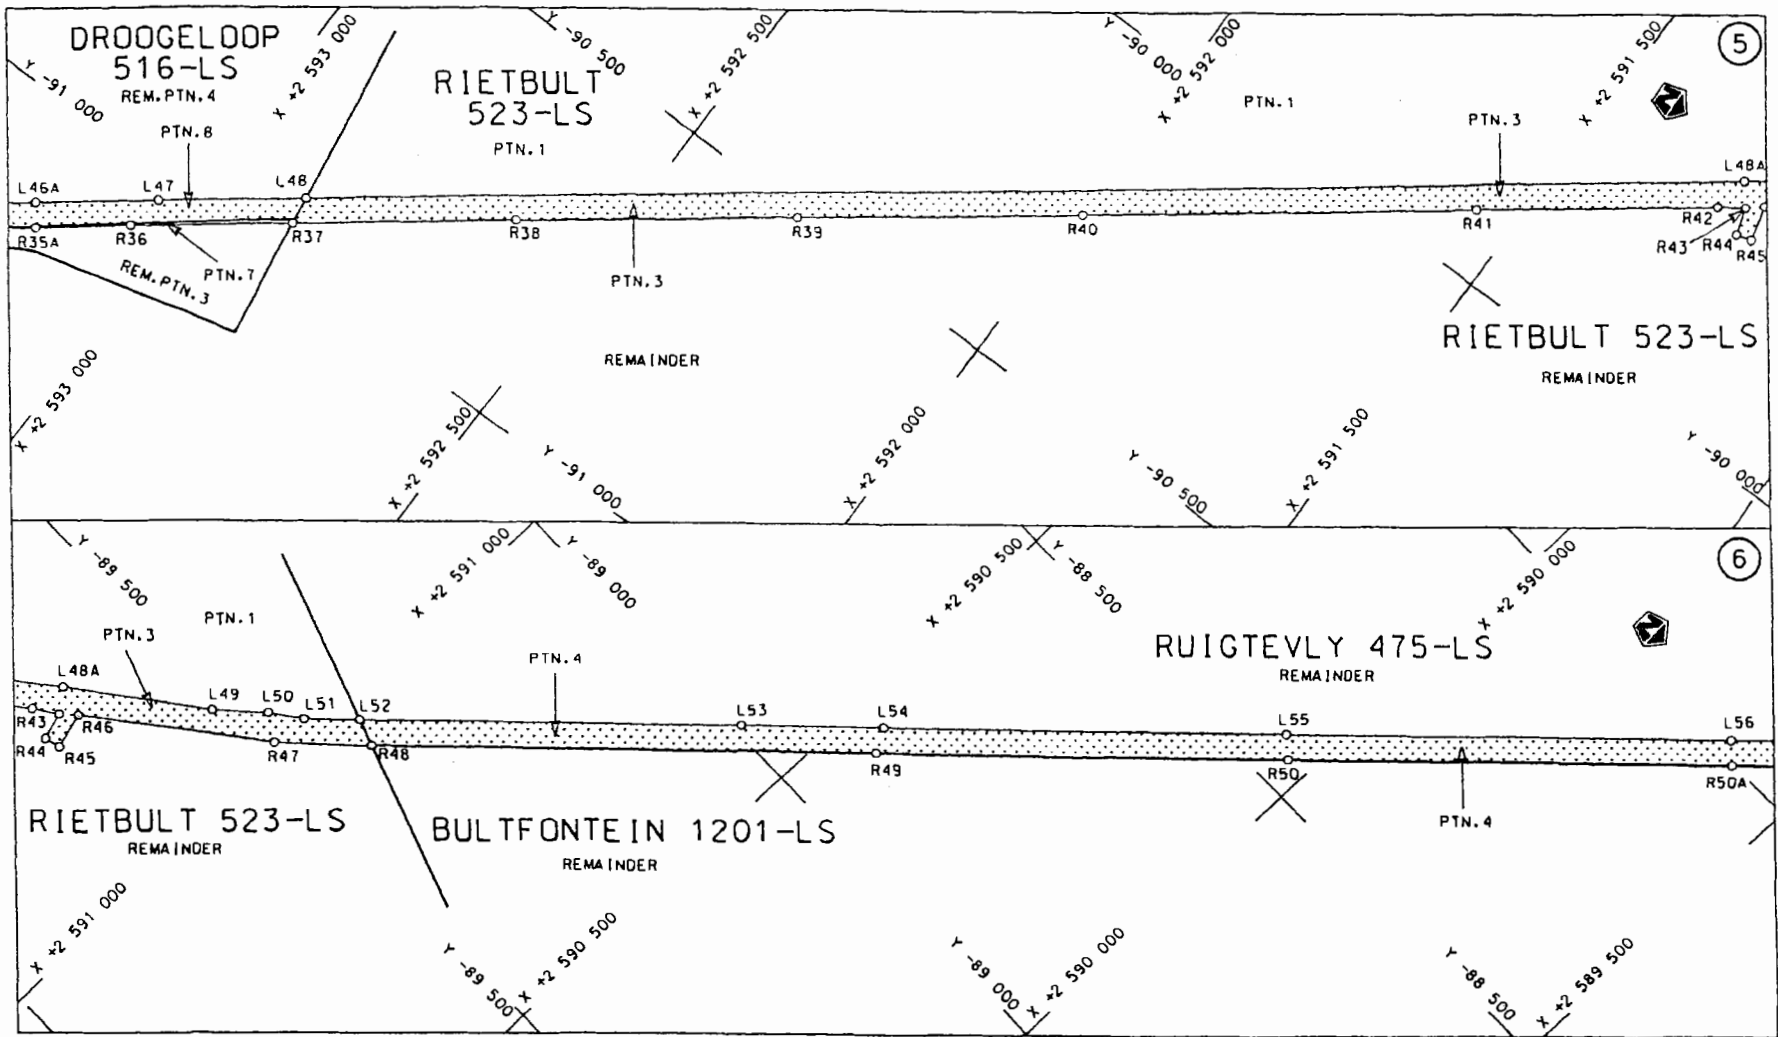 DROOGELOOP
516-LS
REM.PTN.4
Y -91 000
X +2 593 000
Y -90 500
X +2 592 500
Y -90 000
X +2 592 000
X +2 591 500
5
RIETBULT
523-LS
PTN.1
PTN.1
PTN.8
PTN.3
L46A
L47
L48
L48A
R35A
R36
R37
R38
R39
R40
R41
R42
R43
R44
R45
PTN.7
REM.PTN.3
PTN.3
REMAINDER
RIETBULT 523-LS
REMAINDER
X +2 593 000
X +2 592 500
Y -91 000
X +2 592 000
Y -90 500
X +2 591 500
Y -90 000
Y -89 500
X +2 591 000
Y -89 000
X +2 590 500
Y -88 500
X +2 590 000
6
PTN.3
PTN.1
PTN.4
RUIGTEVLY 475-LS
REMAINDER
L48A
L49
L50
L51
L52
L53
L54
L55
L56
R43
R44
R45
R46
R47
R48
R49
R50
R50A
PTN.4
RIETBULT 523-LS
REMAINDER
BULTFONTEIN 1201-LS
REMAINDER
X +2 591 000
Y -89 500
X +2 590 500
Y -89 000
X +2 590 000
Y -88 500
X +2 589 500